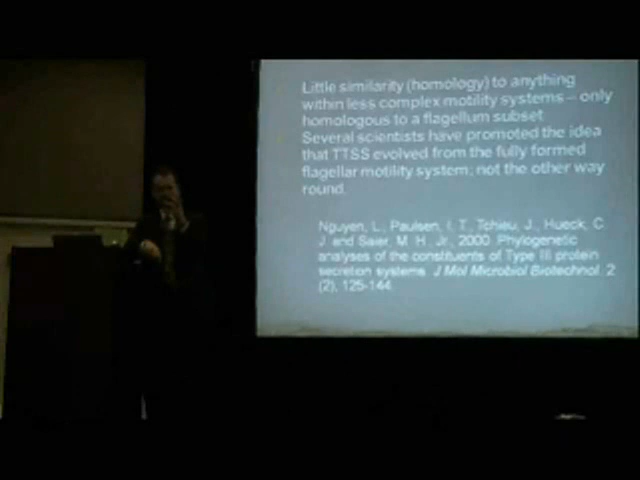 Little similarity (homology) to anything
within less complex motility systems – only
homologous to a flagellum subset
Several scientists have promoted the idea
that TTSS evolved from the fully formed
flagellar motility system; not the other way
round.
Nguyen, L., Paulsen, I. T., Tchieu, J., Hueck, C.
J. and Saier, M. H., Jr., 2000. Phylogenetic
analyses of the constituents of Type III protein
secretion systems. J Mol Microbiol Biotechnol. 2
(2), 125-144.